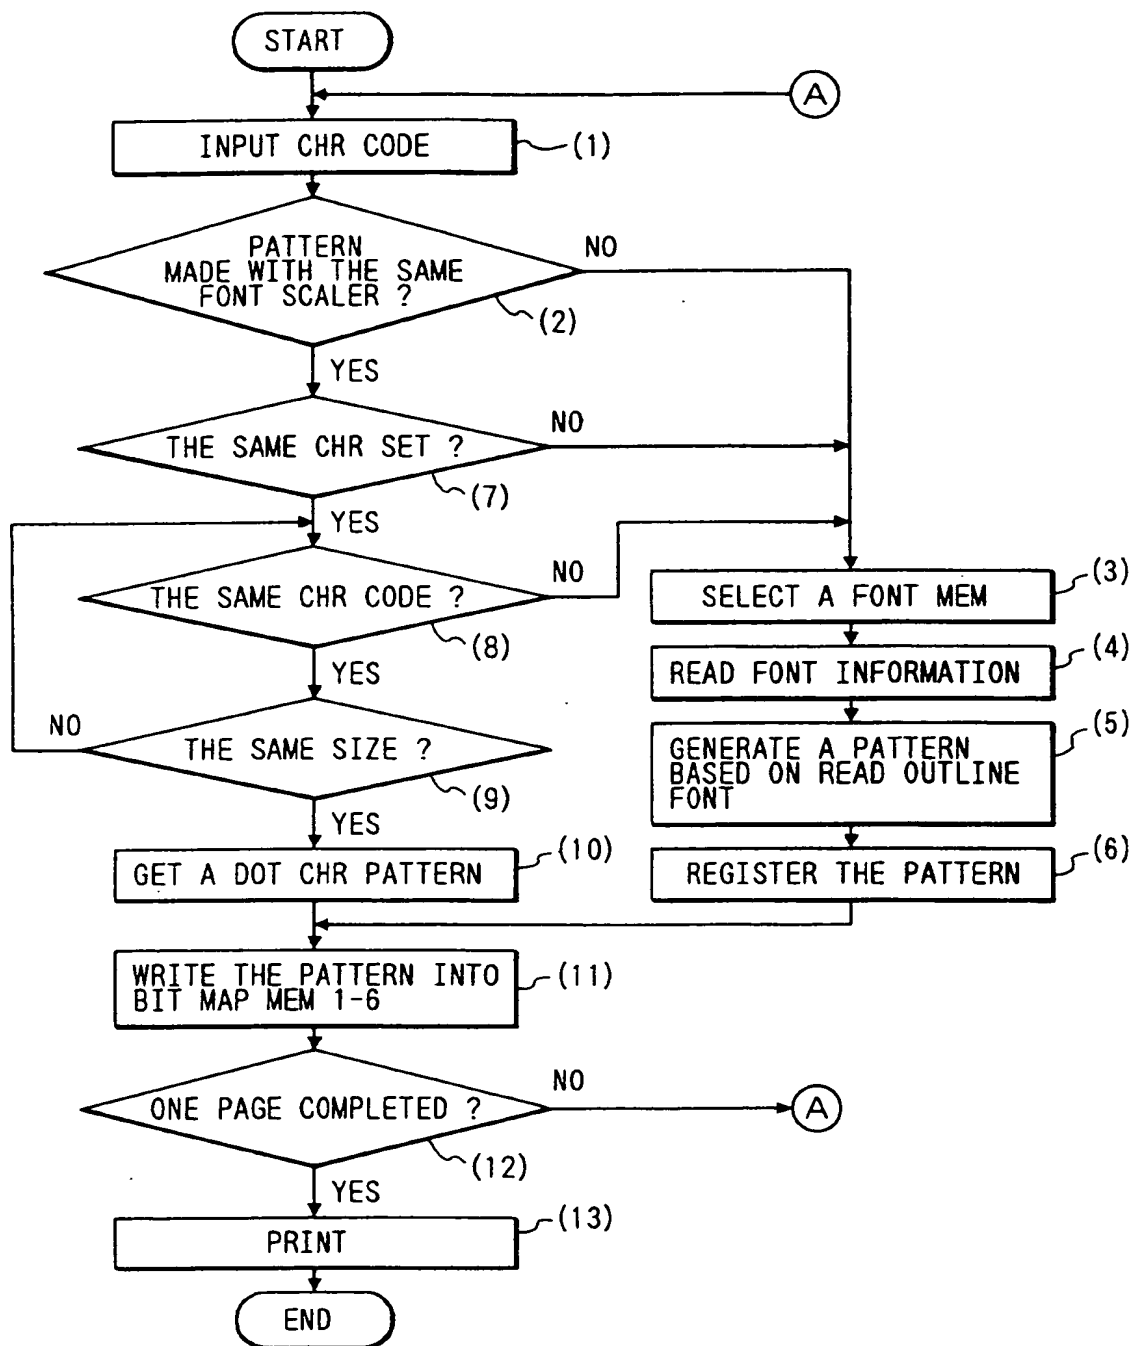 START
A
INPUT CHR CODE
(1)
PATTERN
MADE WITH THE SAME
FONT SCALER ?
NO
(2)
YES
THE SAME CHR SET ?
NO
(7)
YES
THE SAME CHR CODE ?
NO
(8)
YES
THE SAME SIZE ?
NO
(9)
YES
GET A DOT CHR PATTERN
(10)
SELECT A FONT MEM
(3)
READ FONT INFORMATION
(4)
GENERATE A PATTERN
BASED ON READ OUTLINE
FONT
(5)
REGISTER THE PATTERN
(6)
WRITE THE PATTERN INTO
BIT MAP MEM 1-6
(11)
ONE PAGE COMPLETED ?
NO
A
(12)
YES
PRINT
(13)
END